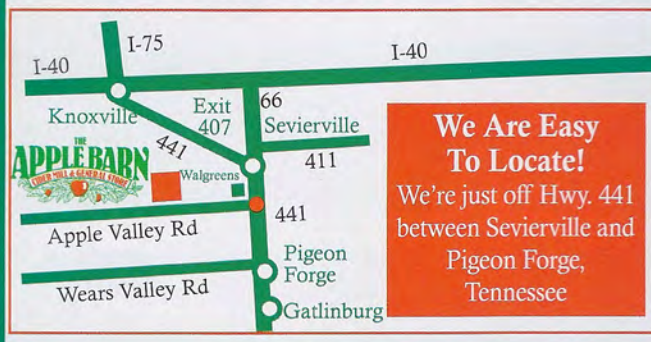 I-75
I-40
I-40
Knoxville
Exit
407
66
Sevierville
441
411
THE
APPLE BARN
CIDER MILL & GENERAL STORE
Walgreens
441
Apple Valley Rd
Pigeon
Forge
Wears Valley Rd
Gatlinburg
We Are Easy
To Locate!
We're just off Hwy. 441
between Sevierville and
Pigeon Forge,
Tennessee